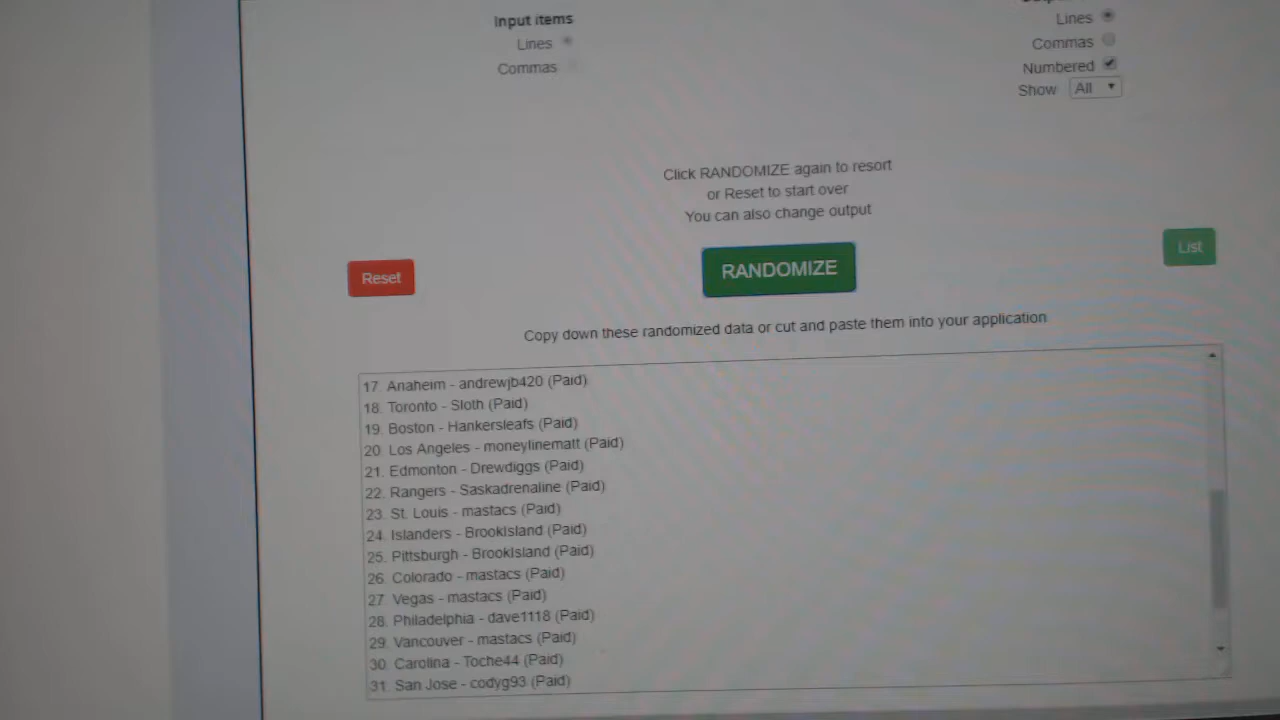 Input items
Lines
Commas
Lines
Commas
Numbered
Show All
Click RANDOMIZE again to resort
or Reset to start over
You can also change output
Reset
RANDOMIZE
List
Copy down these randomized data or cut and paste them into your application
17. Anaheim - andrewjb420 (Paid)
18. Toronto - Sloth (Paid)
19. Boston - Hankersleafs (Paid)
20. Los Angeles - moneylinematt (Paid)
21. Edmonton - Drewdiggs (Paid)
22. Rangers - Saskadrenaline (Paid)
23. St. Louis - mastacs (Paid)
24. Islanders - BrookIsland (Paid)
25. Pittsburgh - BrookIsland (Paid)
26. Colorado - mastacs (Paid)
27. Vegas - mastacs (Paid)
28. Philadelphia - dave1118 (Paid)
29. Vancouver - mastacs (Paid)
30. Carolina - Toche44 (Paid)
31. San Jose - codyg93 (Paid)